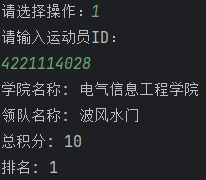 请选择操作：1
请输入运动员ID：
4221114028
学院名称: 电气信息工程学院
领队名称: 波风水门
总积分: 10
排名: 1